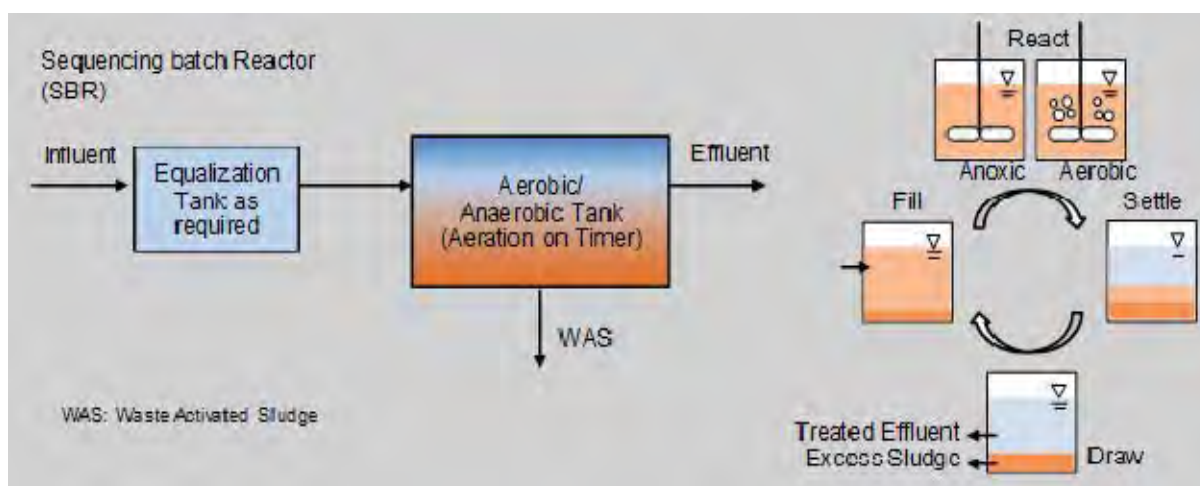 Sequencing batch Reactor
(SBR)
Influent
Equalization
Tank as
required
Aerobic/
Anaerobic Tank
(Aeration on Timer)
Effluent
WAS
WAS: Waste Activated Sludge
React
Anoxic
Aerobic
Fill
Settle
Treated Effluent
Excess Sludge
Draw